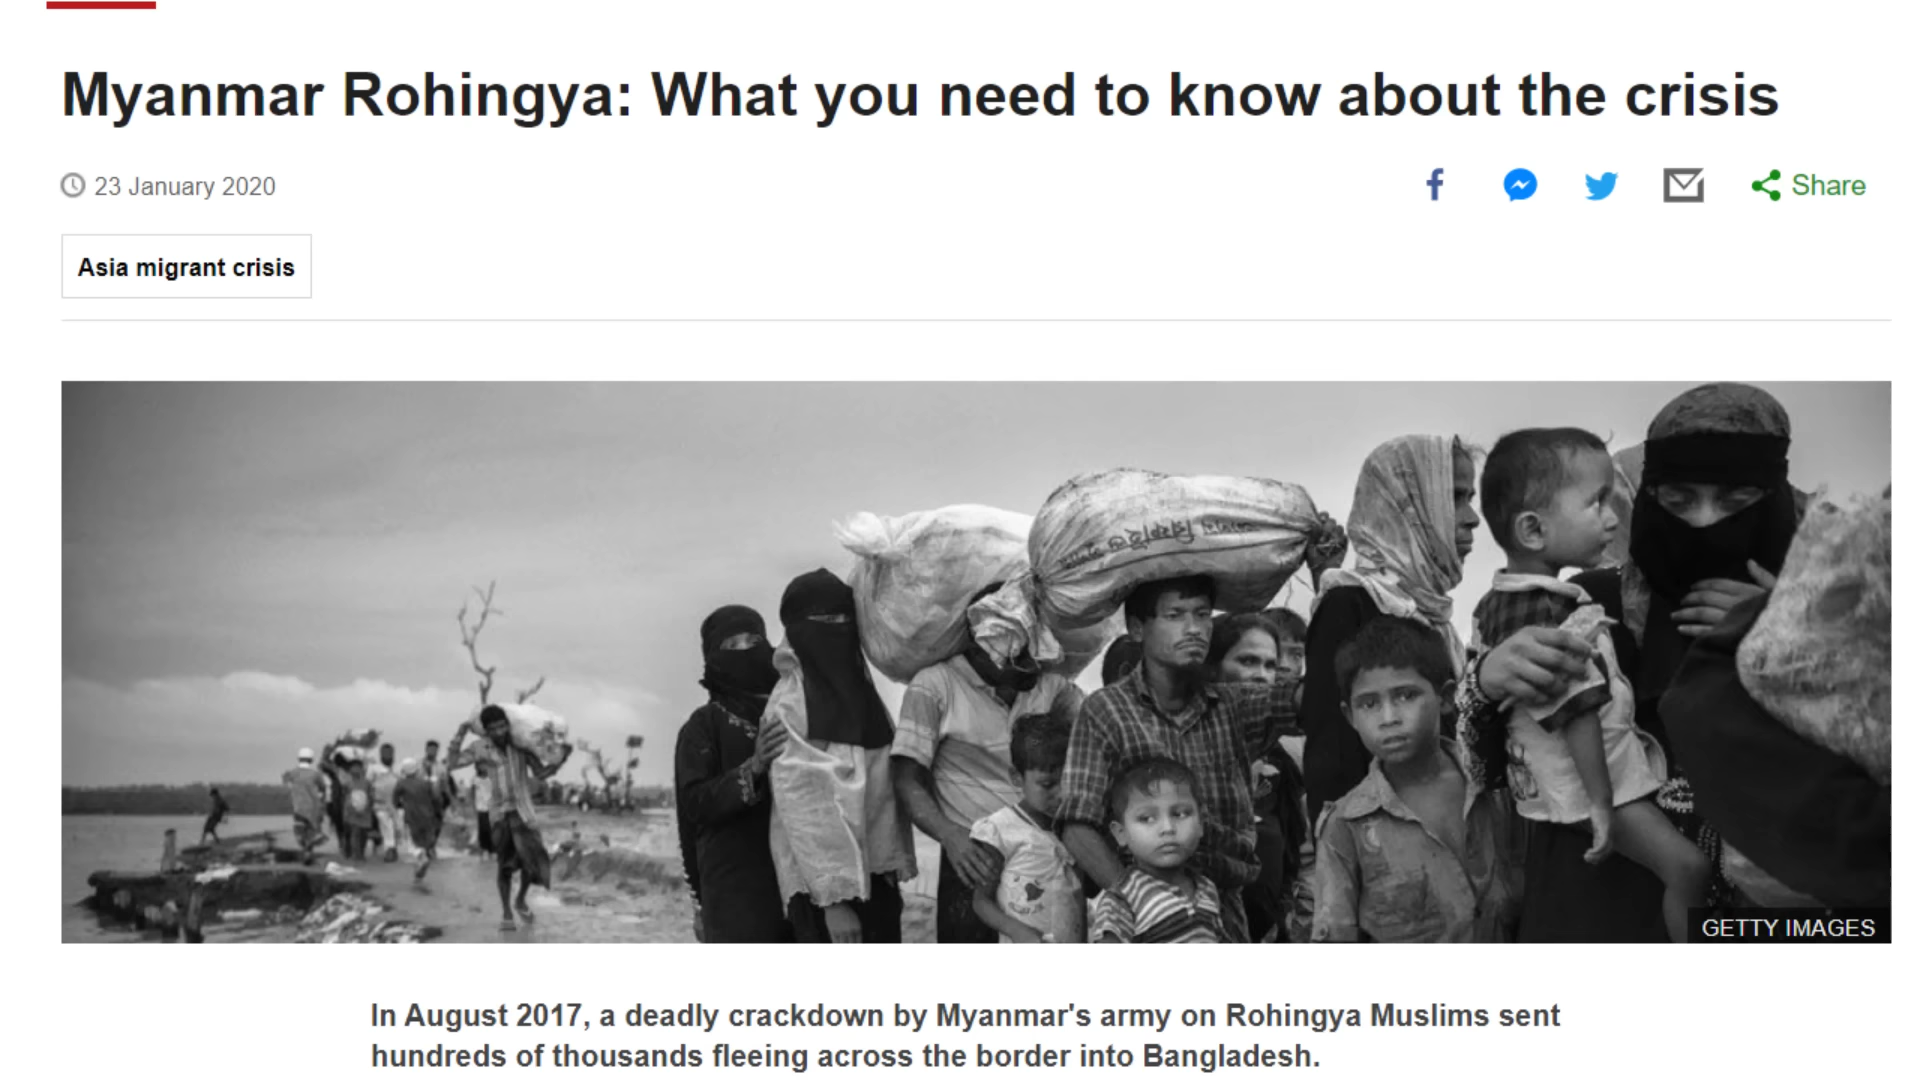 Myanmar Rohingya: What you need to know about the crisis
23 January 2020
Share
Asia migrant crisis
GETTY IMAGES
In August 2017, a deadly crackdown by Myanmar's army on Rohingya Muslims sent
hundreds of thousands fleeing across the border into Bangladesh.